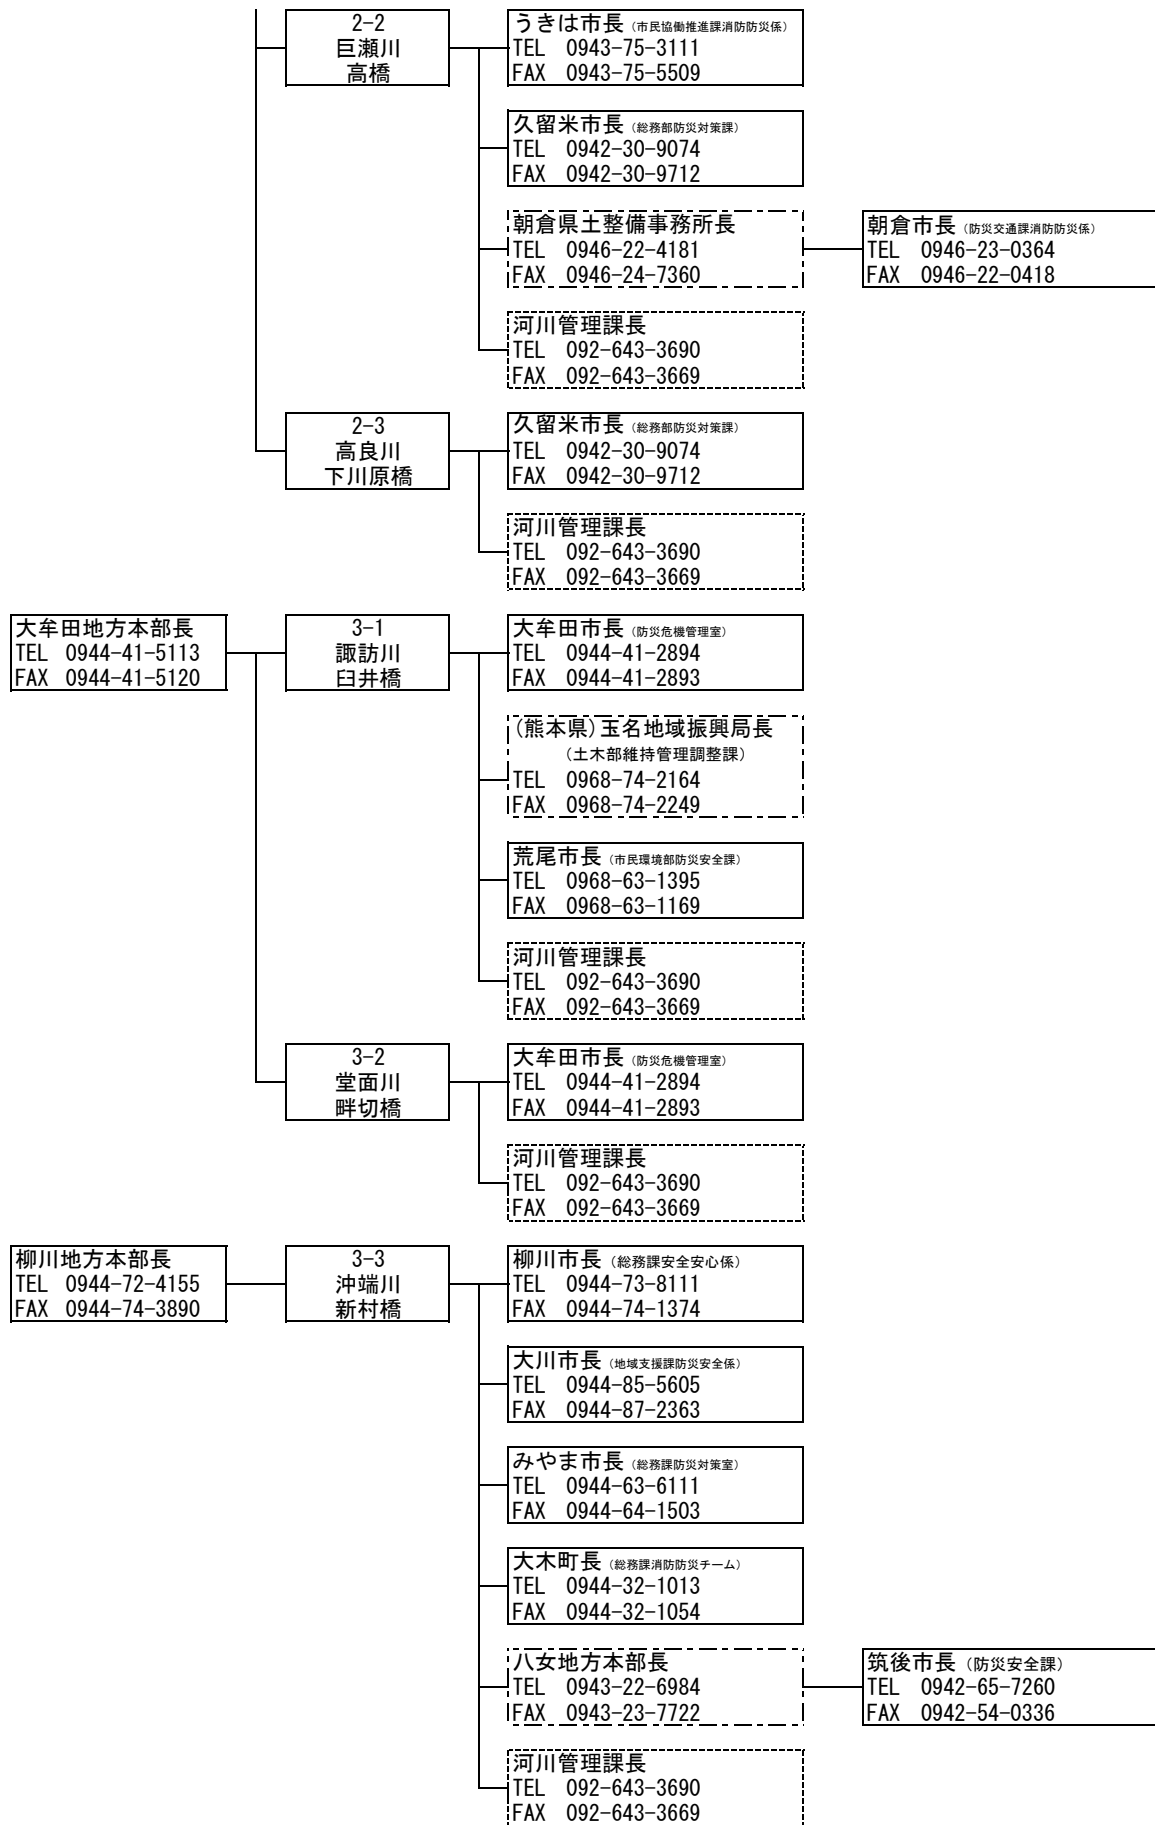 2-2
巨瀬川
高橋
うきは市長（市民協働推進課消防防災係）
TEL 0943-75-3111
FAX 0943-75-5509
久留米市長（総務部防災対策課）
TEL 0942-30-9074
FAX 0942-30-9712
朝倉県土整備事務所長
TEL 0946-22-4181
FAX 0946-24-7360
朝倉市長（防災交通課消防防災係）
TEL 0946-23-0364
FAX 0946-22-0418
河川管理課長
TEL 092-643-3690
FAX 092-643-3669
2-3
高良川
下川原橋
久留米市長（総務部防災対策課）
TEL 0942-30-9074
FAX 0942-30-9712
河川管理課長
TEL 092-643-3690
FAX 092-643-3669
大牟田地方本部長
TEL 0944-41-5113
FAX 0944-41-5120
3-1
諏訪川
臼井橋
大牟田市長（防災危機管理室）
TEL 0944-41-2894
FAX 0944-41-2893
（熊本県）玉名地域振興局長
（土木部維持管理調整課）
TEL 0968-74-2164
FAX 0968-74-2249
荒尾市長（市民環境部防災安全課）
TEL 0968-63-1395
FAX 0968-63-1169
河川管理課長
TEL 092-643-3690
FAX 092-643-3669
3-2
堂面川
畔切橋
大牟田市長（防災危機管理室）
TEL 0944-41-2894
FAX 0944-41-2893
河川管理課長
TEL 092-643-3690
FAX 092-643-3669
柳川地方本部長
TEL 0944-72-4155
FAX 0944-74-3890
3-3
沖端川
新村橋
柳川市長（総務課安全安心係）
TEL 0944-73-8111
FAX 0944-74-1374
大川市長（地域支援課防災安全係）
TEL 0944-85-5605
FAX 0944-87-2363
みやま市長（総務課防災対策室）
TEL 0944-63-6111
FAX 0944-64-1503
大木町長（総務課消防防災チーム）
TEL 0944-32-1013
FAX 0944-32-1054
八女地方本部長
TEL 0943-22-6984
FAX 0943-23-7722
筑後市長（防災安全課）
TEL 0942-65-7260
FAX 0942-54-0336
河川管理課長
TEL 092-643-3690
FAX 092-643-3669